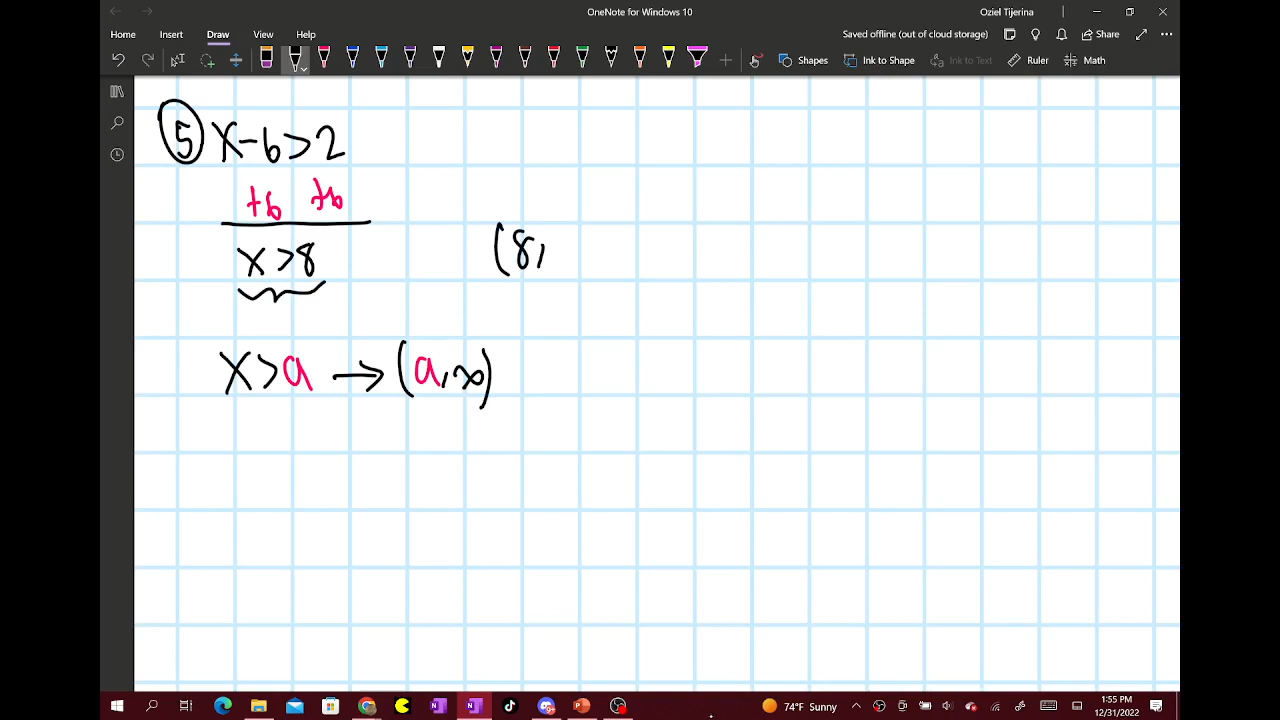 OneNote for Windows 10
Oziel Tijerina
Home Insert Draw View Help
Saved offline (out of cloud storage) Share
Shapes Ink to Shape Ink to Text Ruler Math
⑤ x-6>2
+6 +6
x>8
(8,
x>a → (a,∞)
74°F Sunny
1:55 PM
12/31/2022